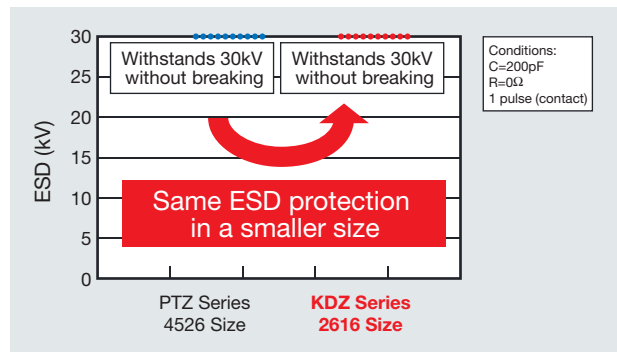 30
25
20
15
10
5
0
ESD (kV)
Withstands 30kV
without breaking
Withstands 30kV
without breaking
Same ESD protection
in a smaller size
PTZ Series
4526 Size
KDZ Series
2616 Size
Conditions:
C=200pF
R=0Ω
1 pulse (contact)